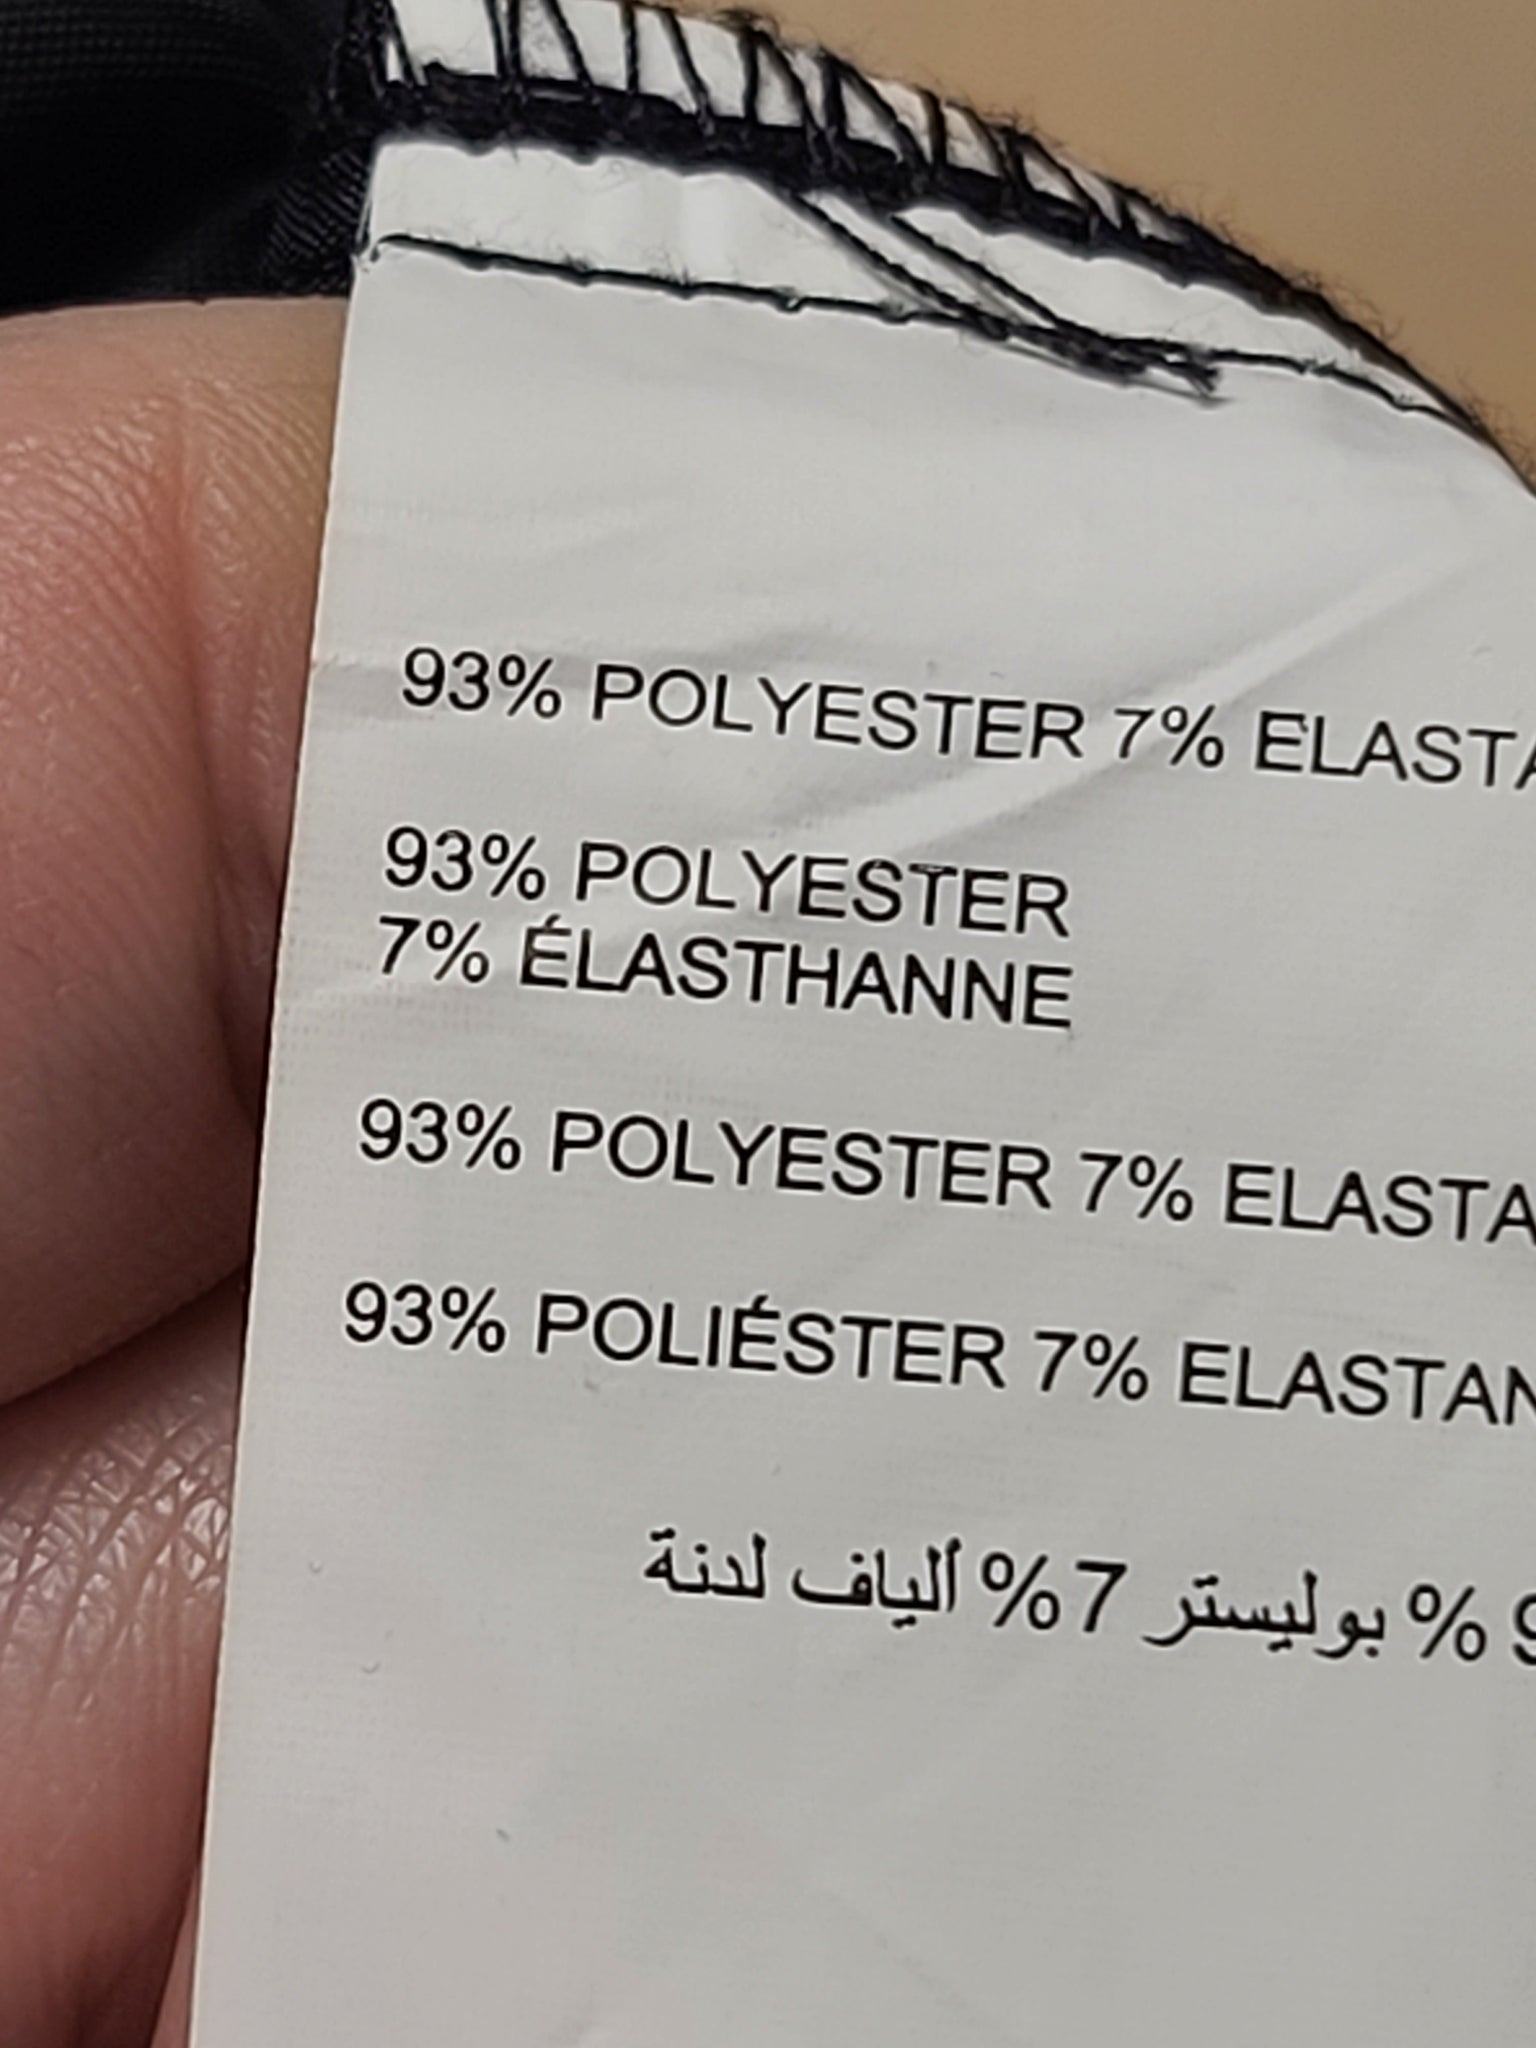 93% POLYESTER 7% ELASTA
93% POLYESTER
7% ÉLASTHANNE
93% POLYESTER 7% ELASTA
93% POLIÉSTER 7% ELASTAN
9 % بوليستر 7% ألياف لدنة